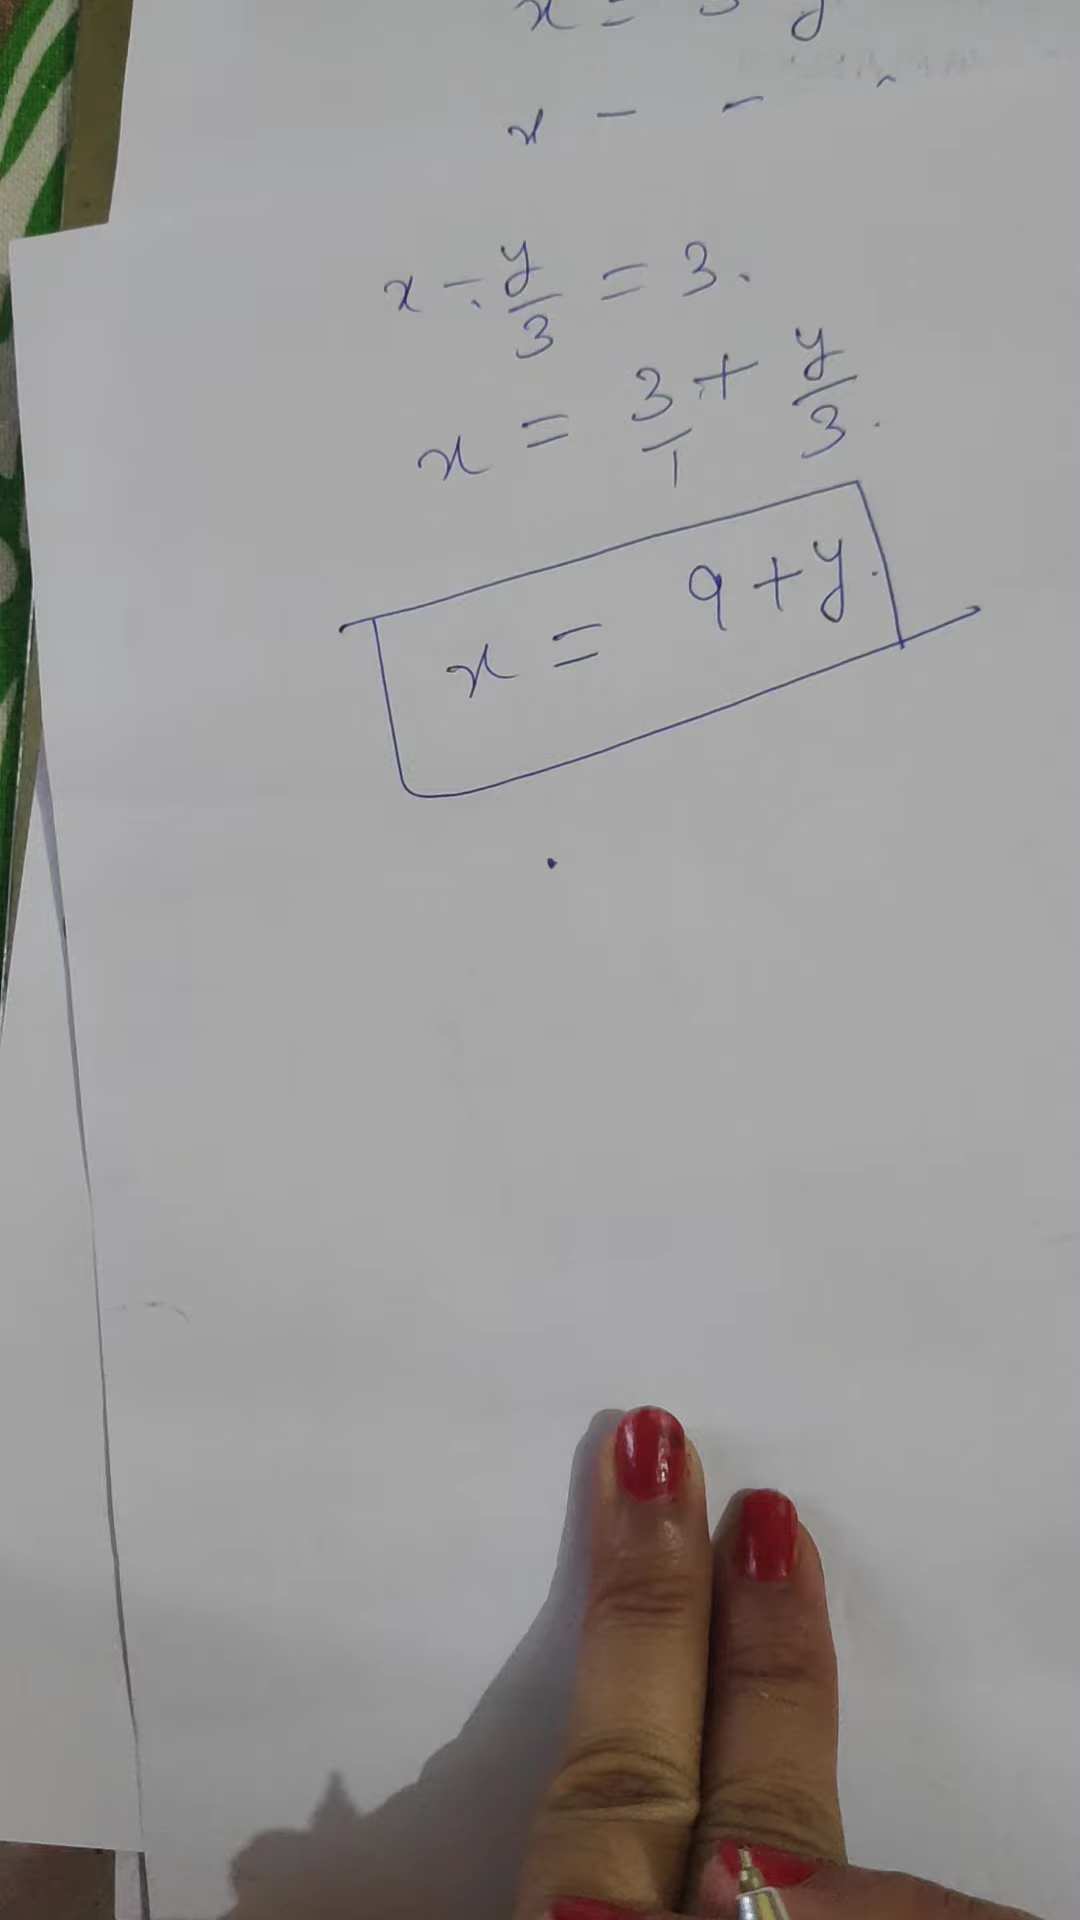 x - y/3 = 3.
x = 3/1 + y/3.
x = 9+y.